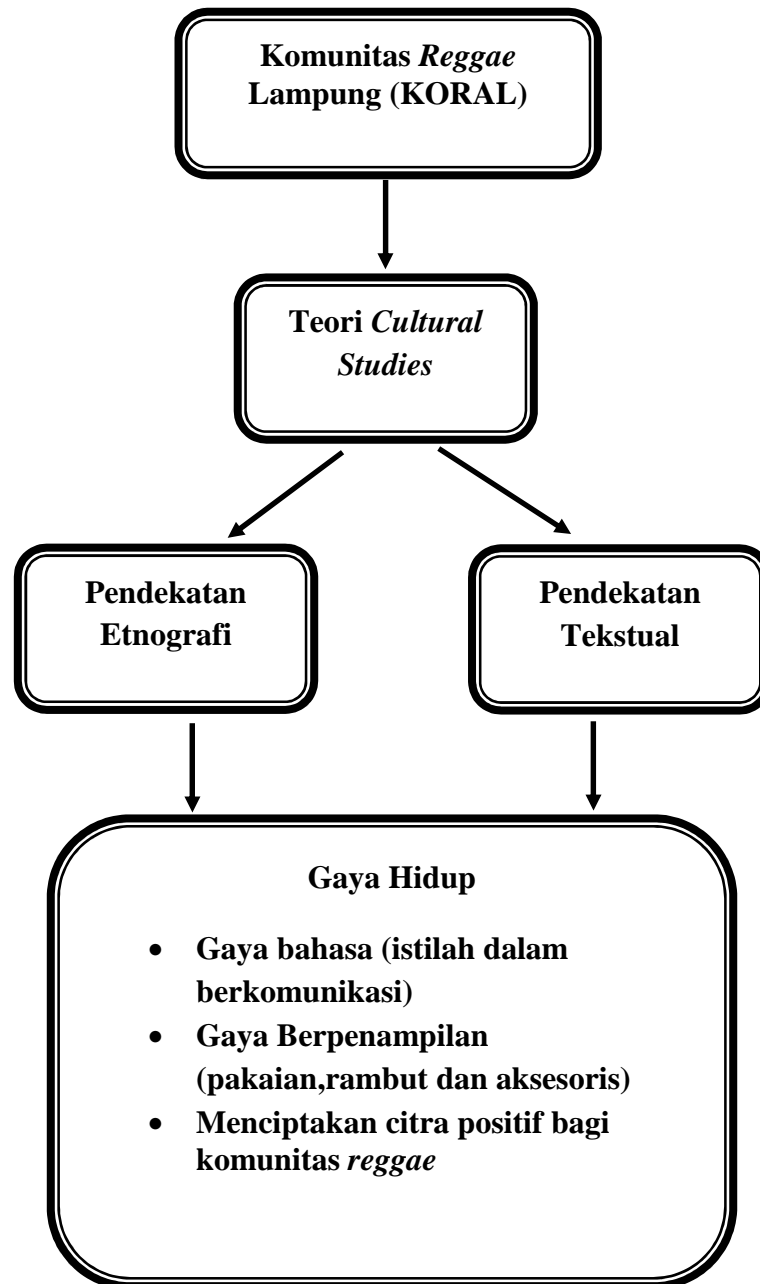 Komunitas Reggae
Lampung (KORAL)
Teori Cultural
Studies
Pendekatan
Etnografi
Pendekatan
Tekstual
Gaya Hidup
• Gaya bahasa (istilah dalam
berkomunikasi)
• Gaya Berpenampilan
(pakaian,rambut dan aksesoris)
• Menciptakan citra positif bagi
komunitas reggae